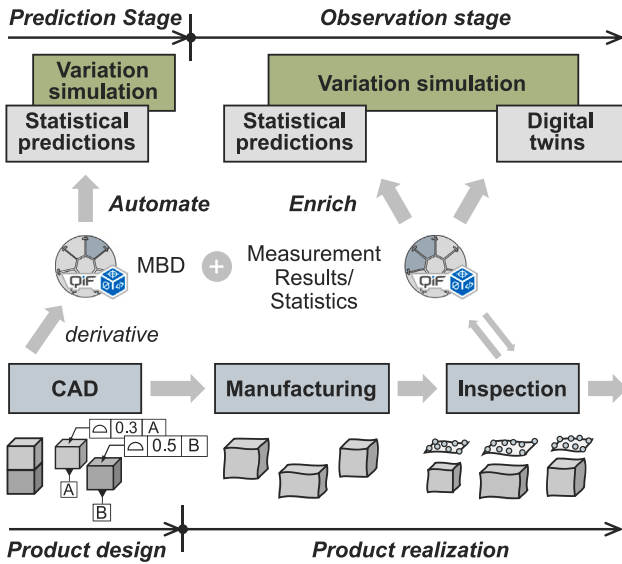 Prediction Stage
Observation stage
Variation
simulation
Statistical
predictions
Variation simulation
Statistical
predictions
Digital
twins
Automate
Enrich
QIF
MBD
+
Measurement
Results/
Statistics
QIF
derivative
CAD
Manufacturing
Inspection
0.3 A
0.5 B
A
B
Product design
Product realization